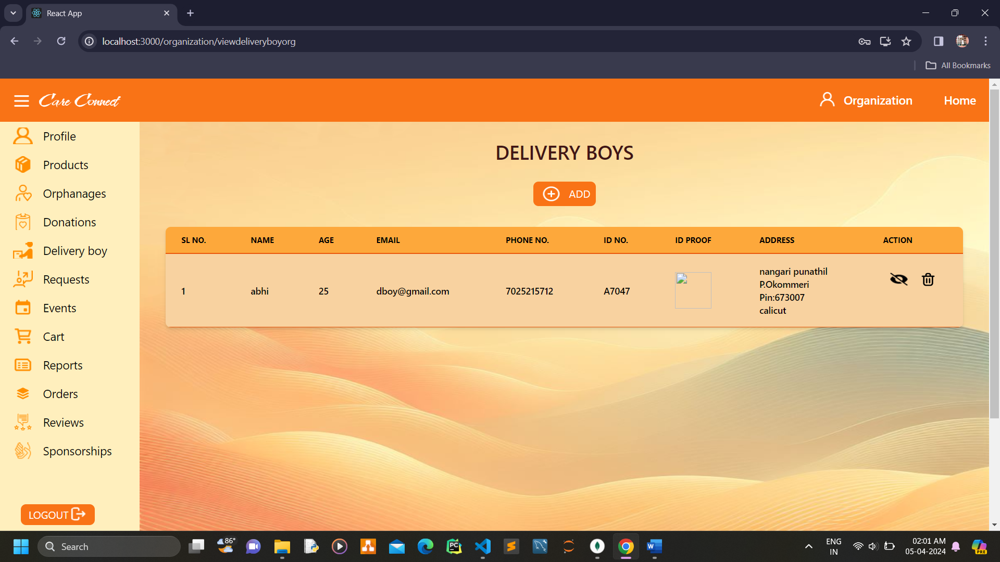 React App
localhost:3000/organization/viewdeliveryboyorg
All Bookmarks
Care Connect
Organization
Home
Profile
Products
Orphanages
Donations
Delivery boy
Requests
Events
Cart
Reports
Orders
Reviews
Sponsorships
LOGOUT
DELIVERY BOYS
ADD
SL NO. NAME AGE EMAIL PHONE NO. ID NO. ID PROOF ADDRESS ACTION
1 abhi 25 dboy@gmail.com 7025215712 A7047
nangari punathil
P.Okommeri
Pin:673007
calicut
Search
86°
PC
W
ENG
IN
02:01 AM
05-04-2024
PRE